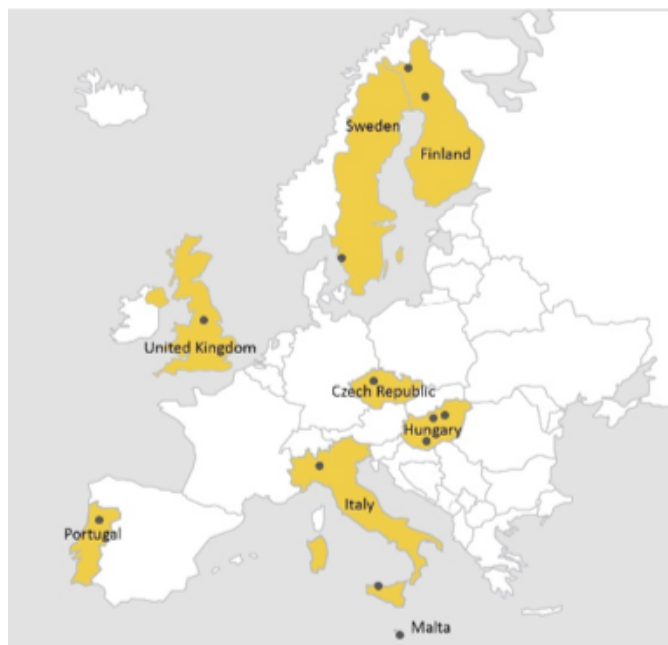 Sweden
Finland
United Kingdom
Czech Republic
Hungary
Italy
Portugal
Malta